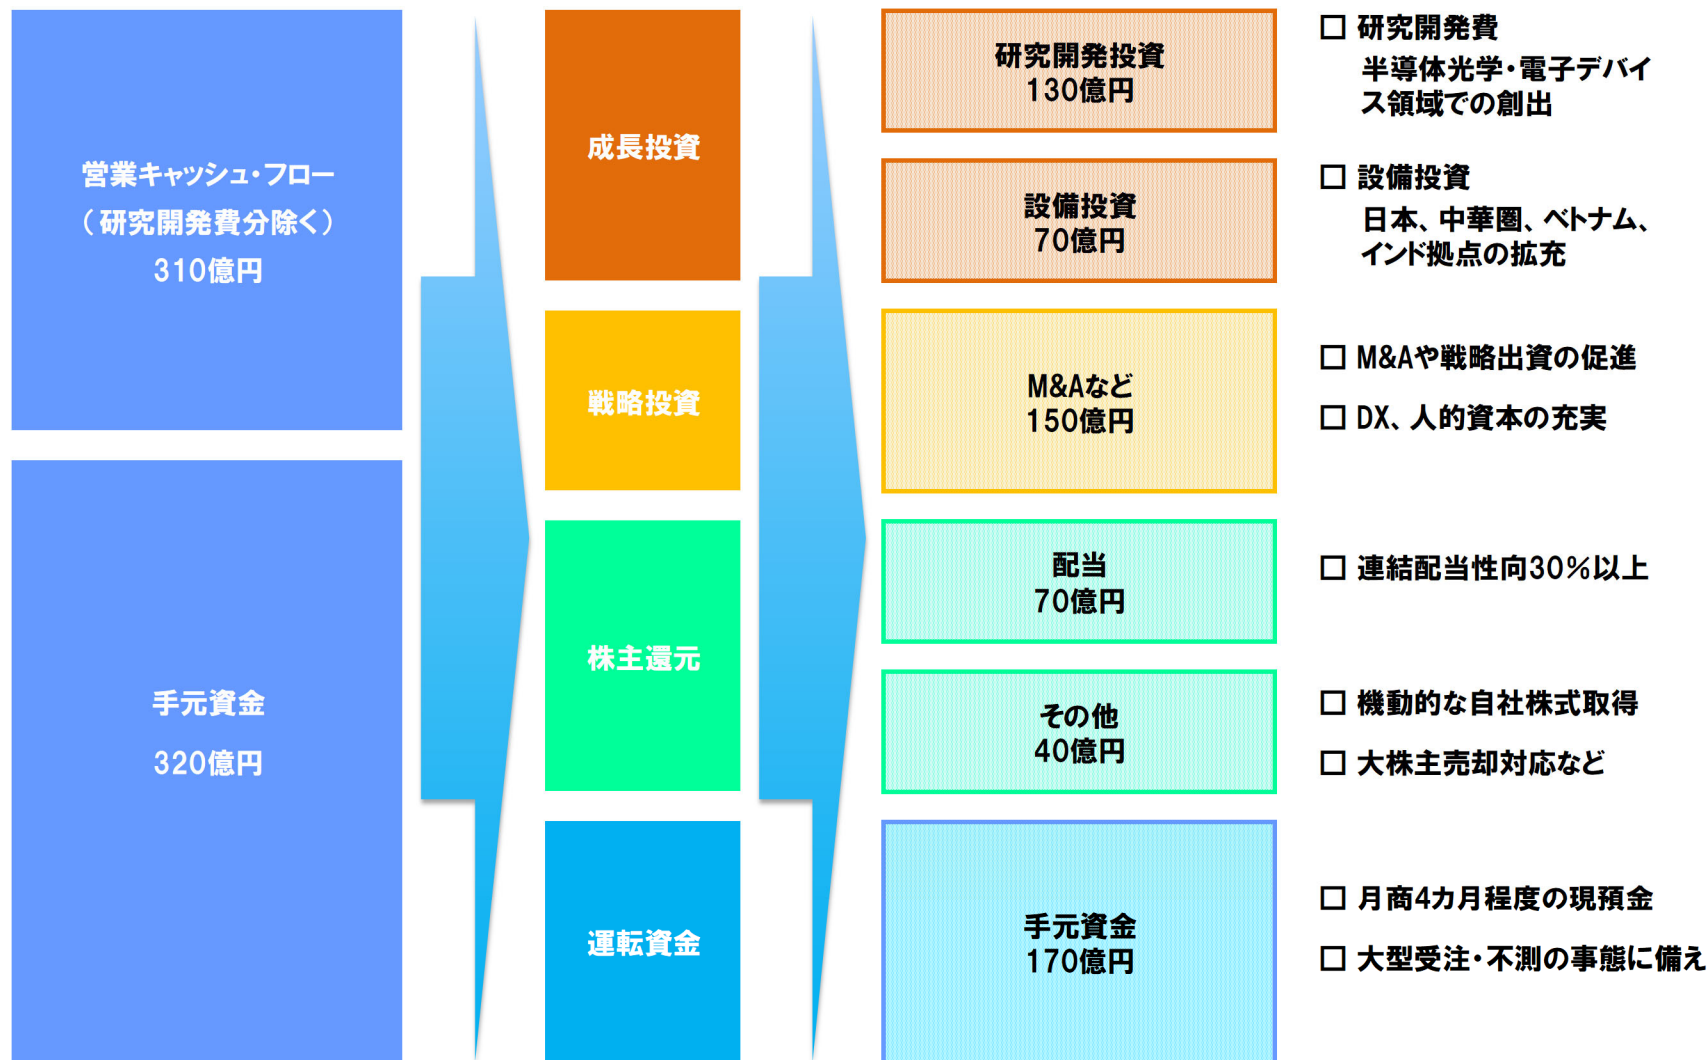 営業キャッシュ・フロー
（研究開発費分除く）
310億円
手元資金
320億円
成長投資
戦略投資
株主還元
運転資金
研究開発投資
130億円
設備投資
70億円
M&Aなど
150億円
配当
70億円
その他
40億円
手元資金
170億円
□ 研究開発費
半導体光学・電子デバイ
ス領域での創出
□ 設備投資
日本、中華圏、ベトナム、
インド拠点の拡充
□ M&Aや戦略出資の促進
□ DX、人的資本の充実
□ 連結配当性向30％以上
□ 機動的な自社株式取得
□ 大株主売却対応など
□ 月商4カ月程度の現預金
□ 大型受注・不測の事態に備え